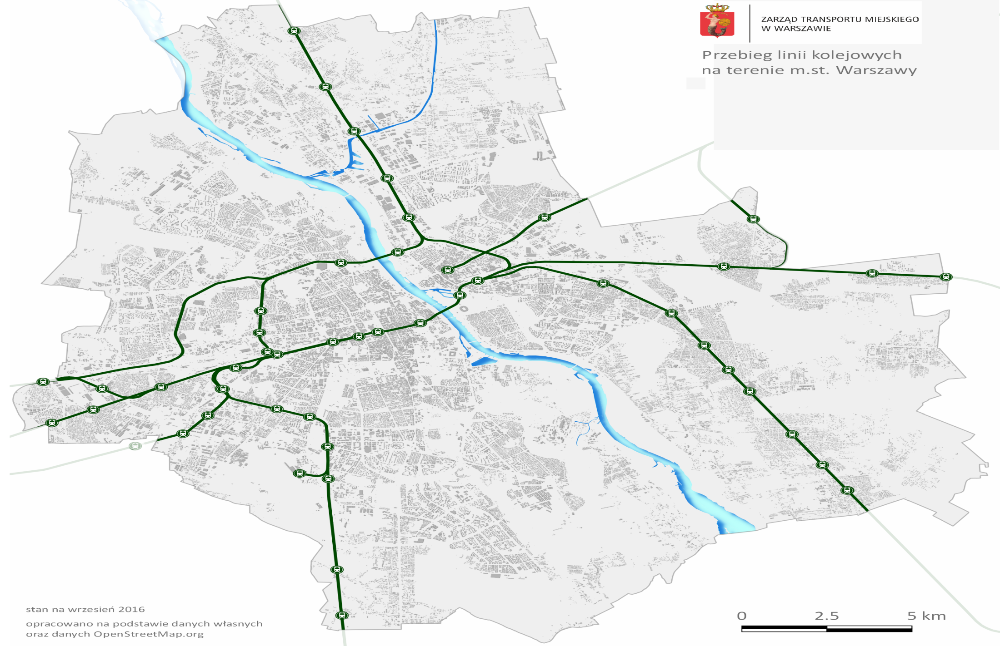 ZARZĄD TRANSPORTU MIEJSKIEGO
W WARSZAWIE
Przebieg linii kolejowych
na terenie m.st. Warszawy
stan na wrzesień 2016
opracowano na podstawie danych własnych
oraz danych OpenStreetMap.org
0 2.5 5 km